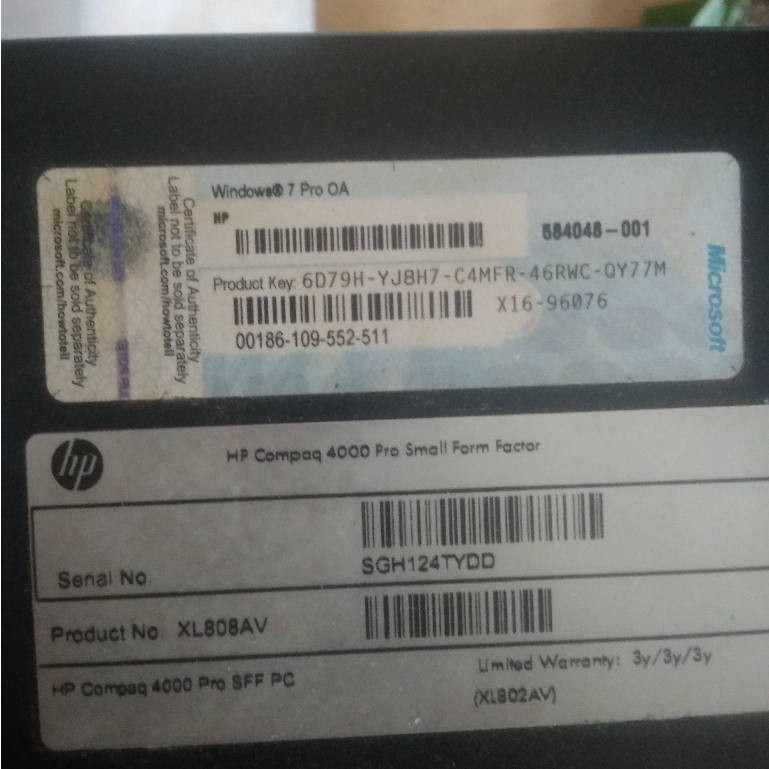 Certificate of Authenticity
Label not to be sold separately
microsoft.com/howtotell
Certificate of Authenticity
Label not to be sold separately
microsoft.com/howtotell
Windows® 7 Pro OA
HP
584048-001
Product Key: 6D79H-YJ8H7-C4MFR-46RWC-QY77M
X16-96076
00186-109-552-511
Microsoft
hp
HP Compaq 4000 Pro Small Form Factor
Serial No.
SGH124TYDD
Product No. XL808AV
HP Compaq 4000 Pro SFF PC
Limited Warranty: 3y/3y/3y
(XL802AV)